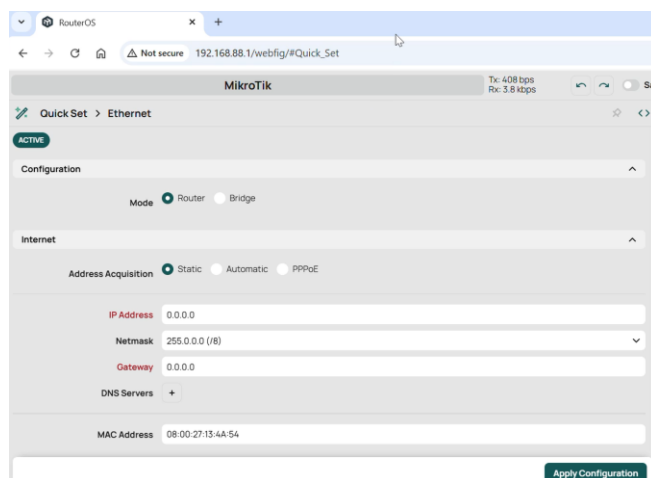 RouterOS
Not secure 192.168.88.1/webfig/#Quick_Set
MikroTik
Tx: 408 bps
Rx: 3.8 kbps
Quick Set > Ethernet
<>
ACTIVE
Configuration
Mode Router Bridge
Internet
Address Acquisition Static Automatic PPPoE
IP Address 0.0.0.0
Netmask 255.0.0.0 (/8)
Gateway 0.0.0.0
DNS Servers +
MAC Address 08:00:27:13:4A:54
Apply Configuration